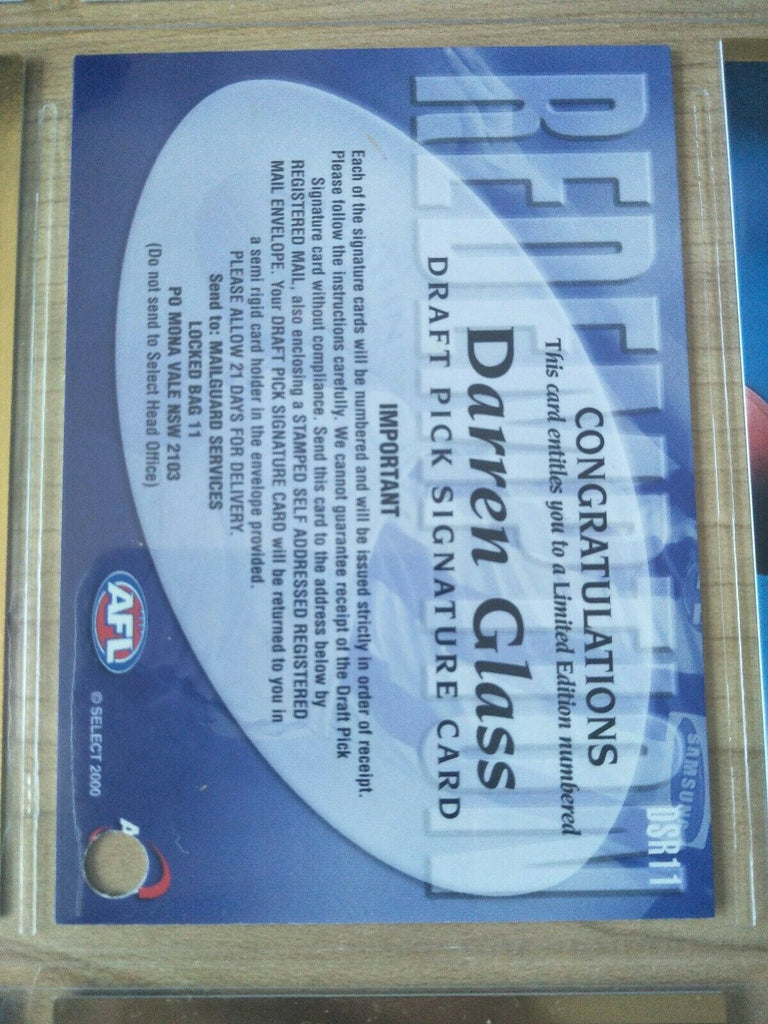 REDEMPTION
SAMSUNG
DSR11
CONGRATULATIONS
This card entitles you to a Limited Edition numbered
Darren Glass
DRAFT PICK SIGNATURE CARD
IMPORTANT
Each of the signature cards will be numbered and will be issued strictly in order of receipt.
Please follow the instructions carefully. We cannot guarantee receipt of the Draft Pick
Signature card without compliance. Send this card to the address below by
REGISTERED MAIL, also enclosing a STAMPED SELF ADDRESSED REGISTERED
MAIL ENVELOPE. Your DRAFT PICK SIGNATURE CARD will be returned to you in
a semi rigid card holder in the envelope provided.
PLEASE ALLOW 21 DAYS FOR DELIVERY.
Send to: MAILGUARD SERVICES
LOCKED BAG 11
PO MONA VALE NSW 2103
(Do not send to Select Head Office)
AFL
© SELECT 2000